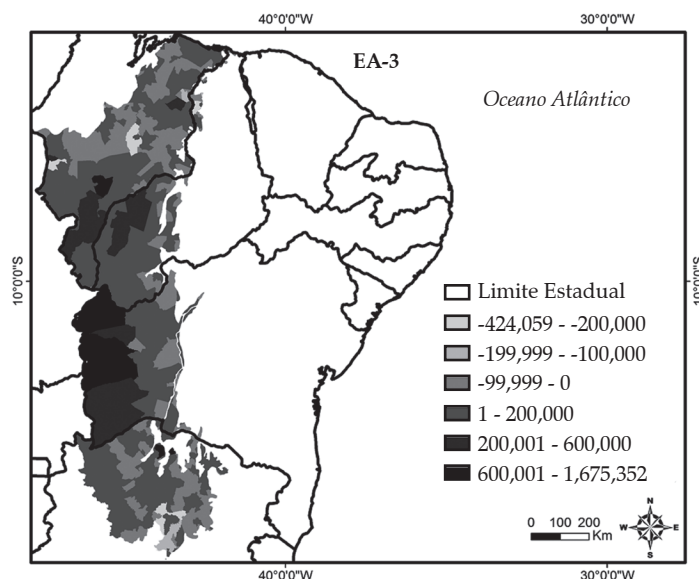 40°0'0"W
30°0'0"W
EA-3
Oceano Atlântico
10°0'0"S
10°0'0"S
Limite Estadual
-424,059 - -200,000
-199,999 - -100,000
-99,999 - 0
1 - 200,000
200,001 - 600,000
600,001 - 1,675,352
N
W
E
S
0 100 200
Km
40°0'0"W
30°0'0"W